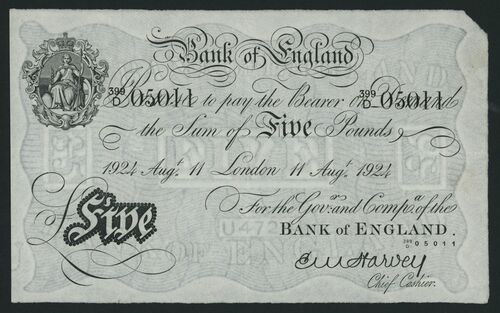 Bank of England
399/D 05011 399/D 05011
I Promise to pay the Bearer on Demand
the Sum of Five Pounds
1924 Augt. 11 London 11 Augt. 1924
For the Govr. and Compa. of the
Five
BANK OF ENGLAND.
399/D 05011
Chief Cashier.